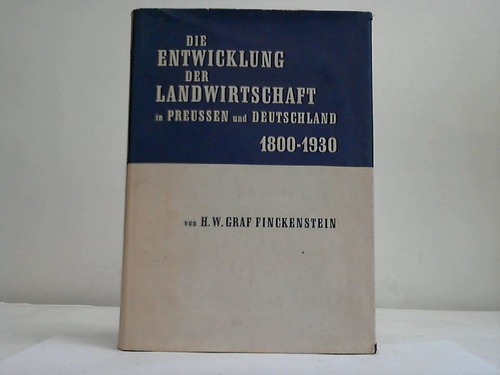 DIE
ENTWICKLUNG
DER
LANDWIRTSCHAFT
in PREUSSEN und DEUTSCHLAND
1800-1930
von H. W. GRAF FINCKENSTEIN